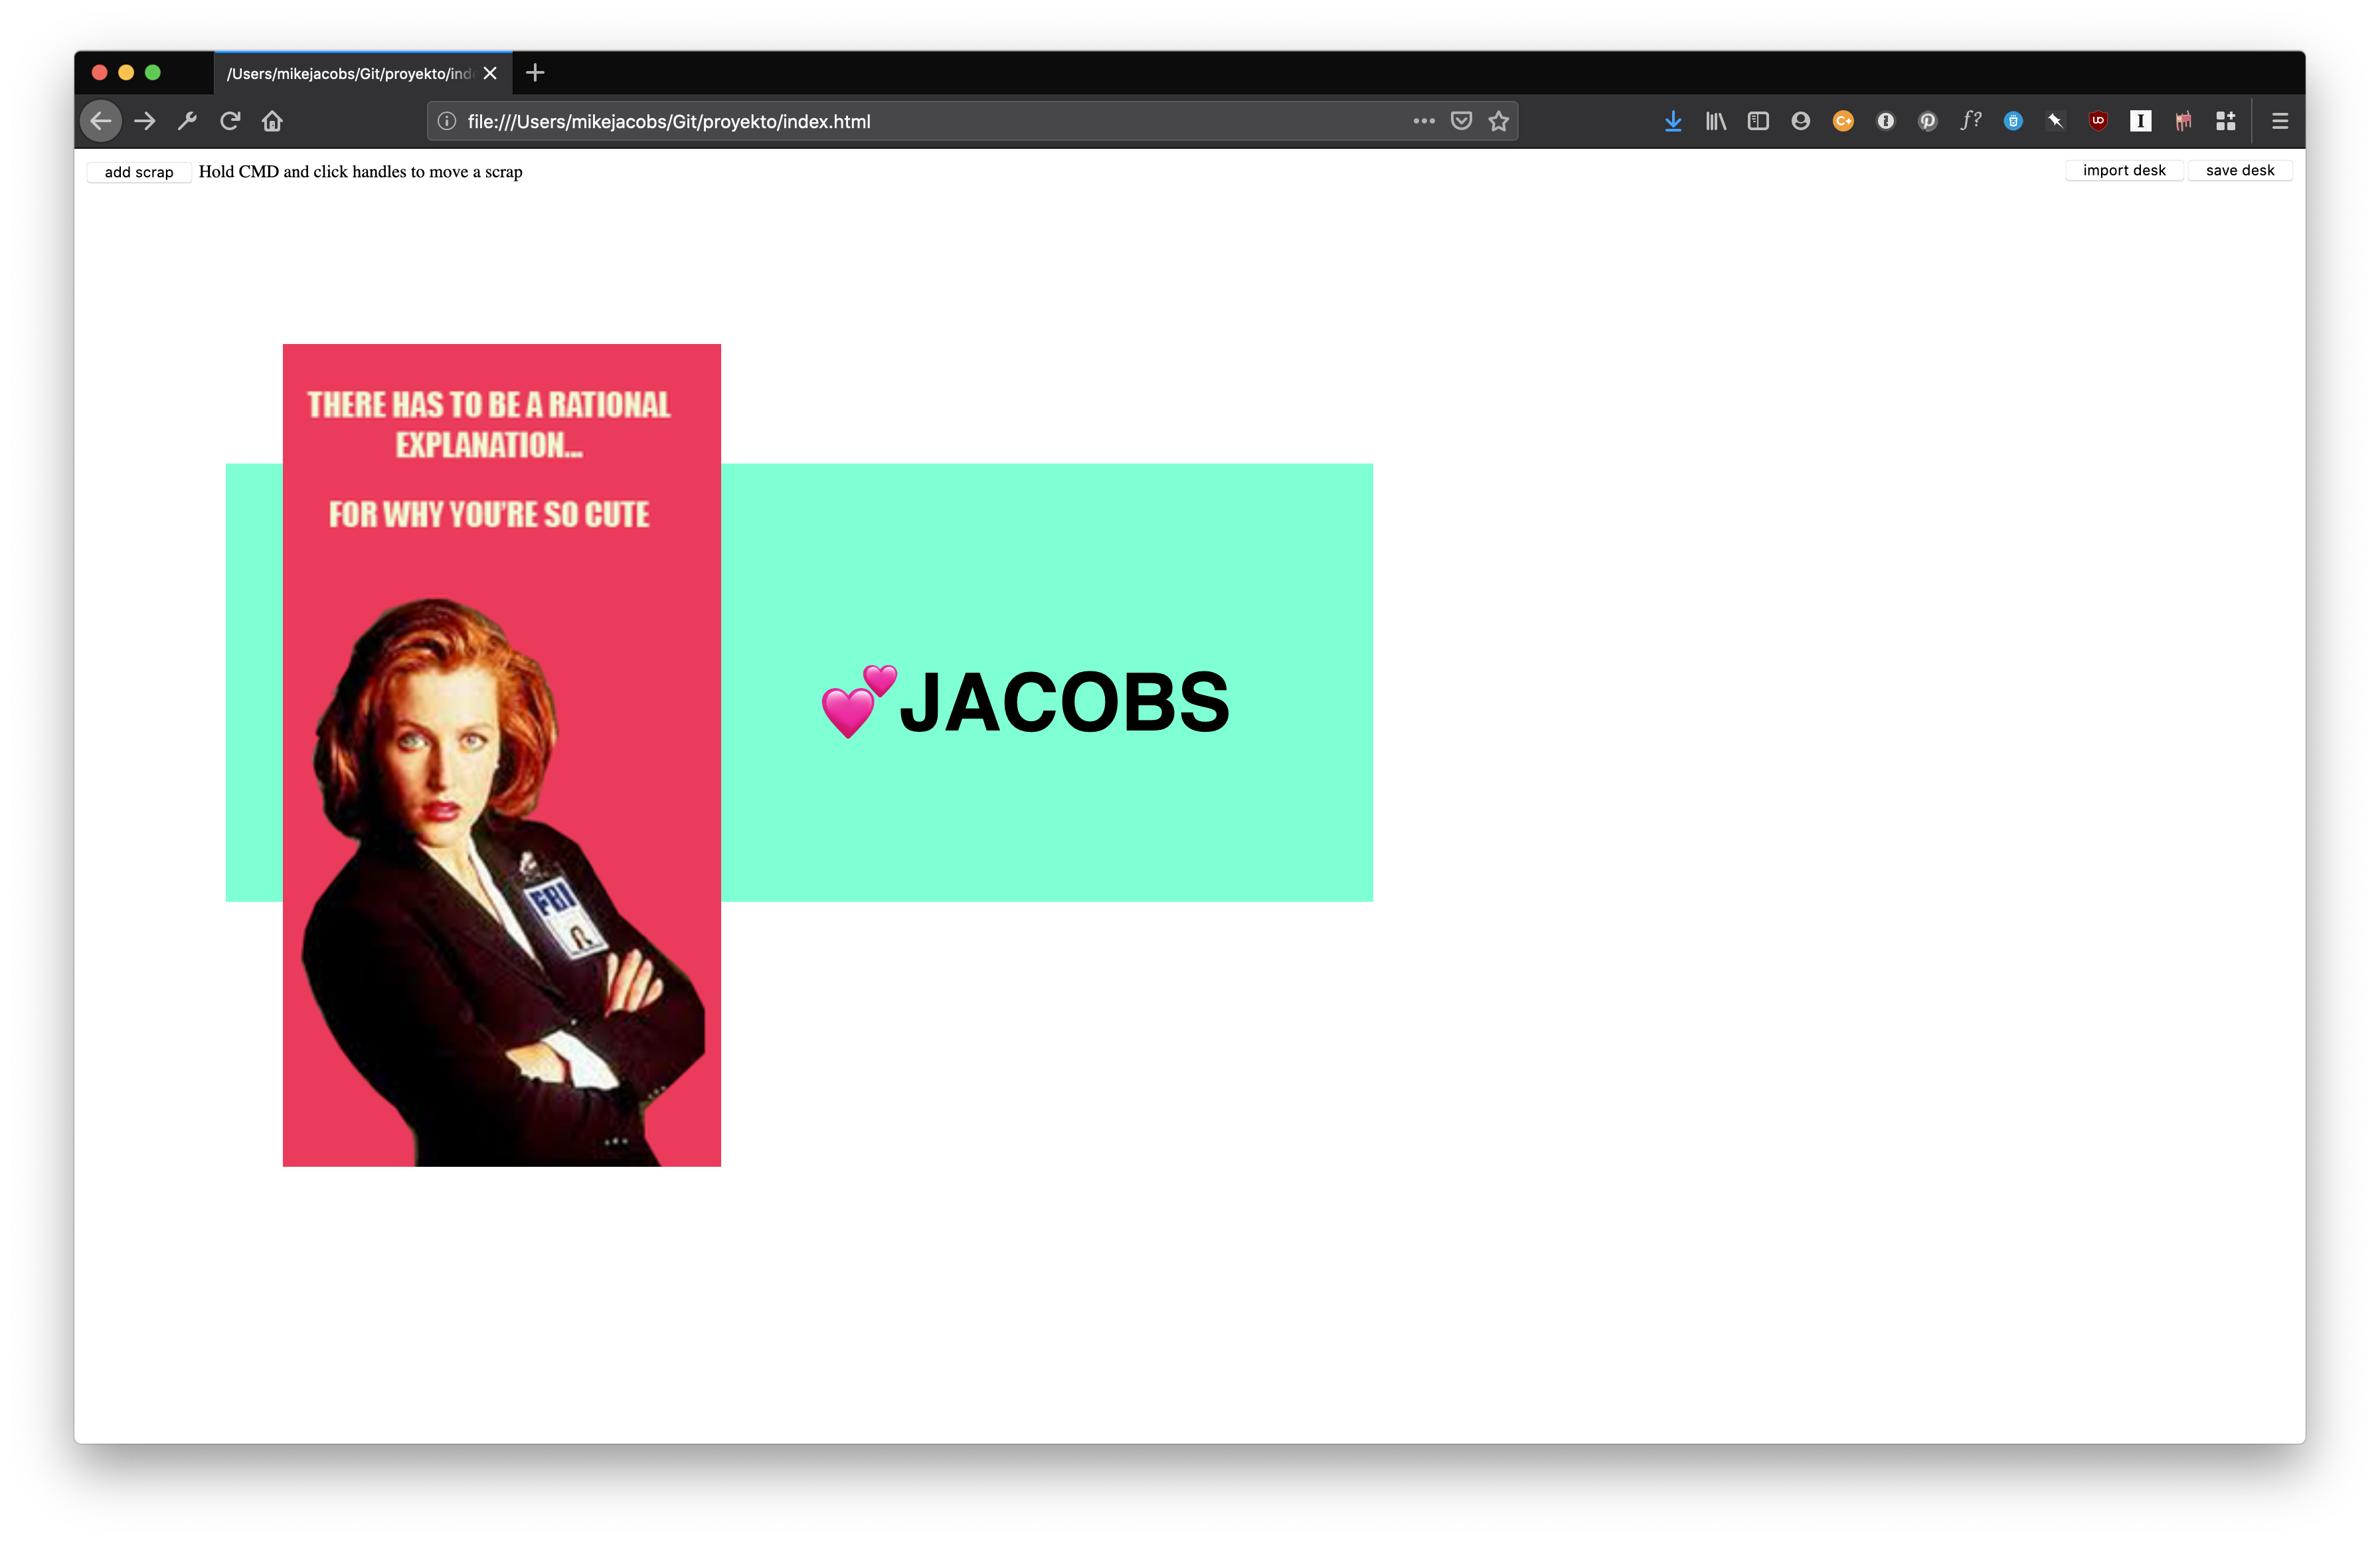 /Users/mikejacobs/Git/proyekto/ind
file:///Users/mikejacobs/Git/proyekto/index.html
add scrap
Hold CMD and click handles to move a scrap
import desk
save desk
THERE HAS TO BE A RATIONAL
EXPLANATION...
FOR WHY YOU'RE SO CUTE
FBI
💕JACOBS